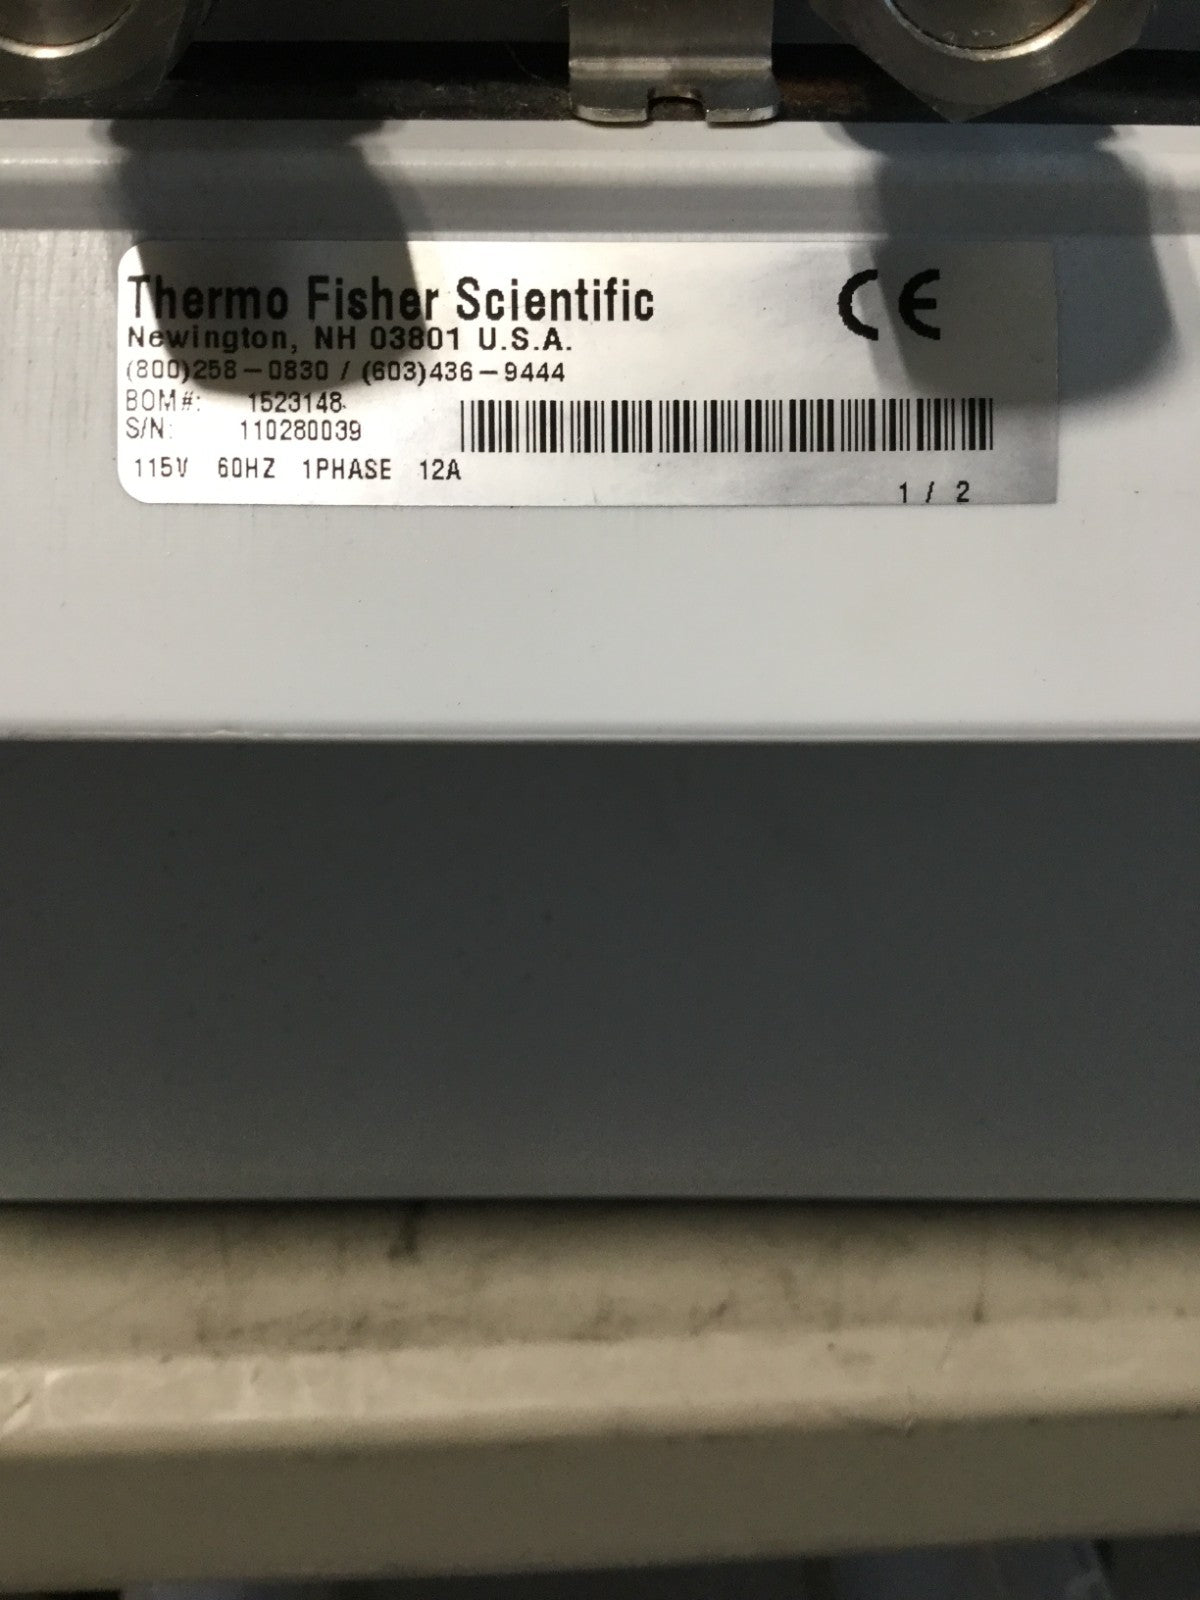 Thermo Fisher Scientific
CE
Newington, NH 03801 U.S.A.
(800)258-0830 / (603)436-9444
BOM#: 1523148
S/N: 110280039
115V 60HZ 1PHASE 12A
1 / 2